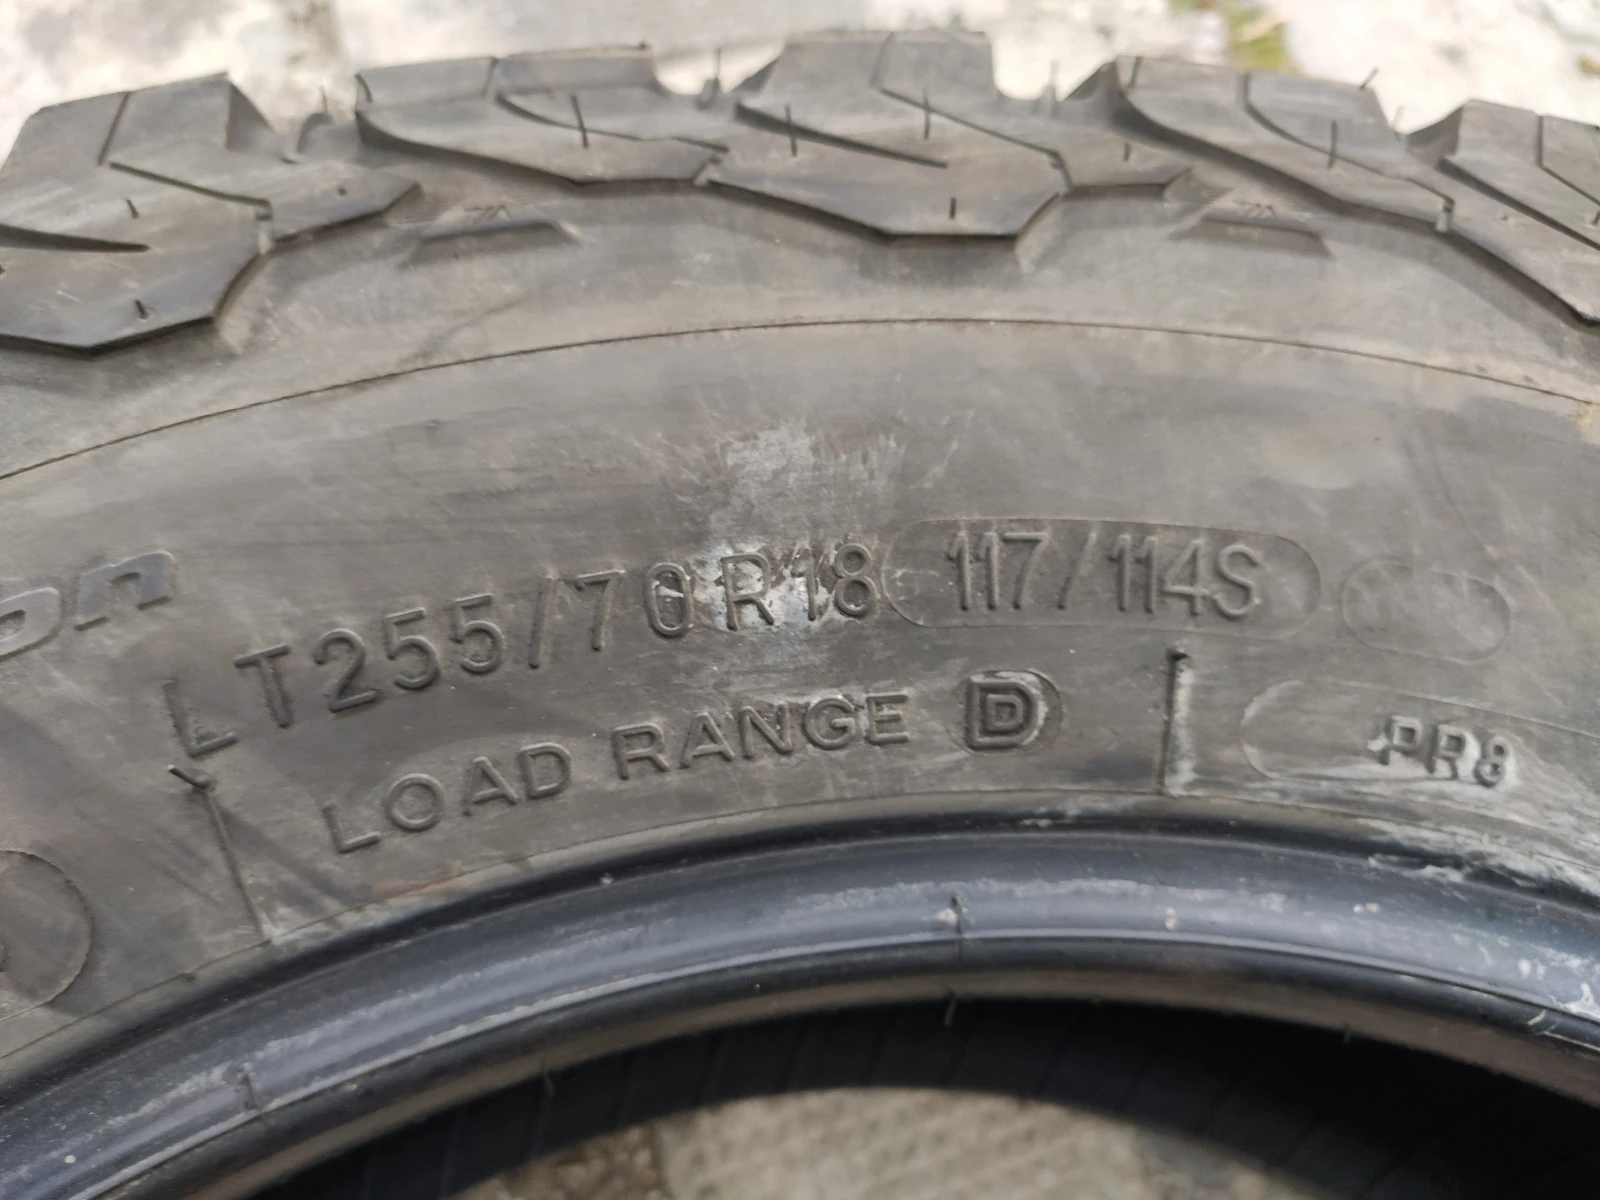 LT255/70R18 117/114S
LOAD RANGE D
PR8